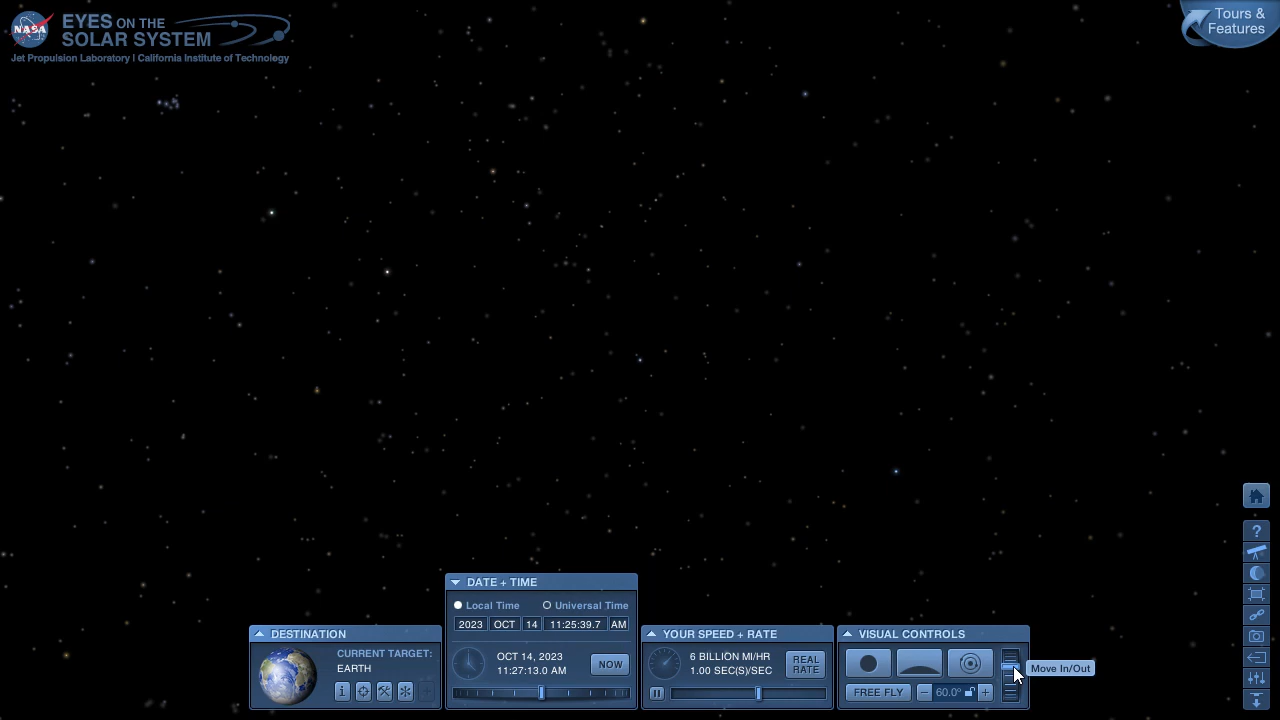 NASA
EYES ON THE
SOLAR SYSTEM
Jet Propulsion Laboratory | California Institute of Technology
Tours &
Features
?
DATE + TIME
Local Time
Universal Time
2023 OCT 14 11:25:39.7 AM
OCT 14, 2023
11:27:13.0 AM
NOW
DESTINATION
CURRENT TARGET:
EARTH
i
YOUR SPEED + RATE
6 BILLION MI/HR
1.00 SEC(S)/SEC
REAL
RATE
VISUAL CONTROLS
FREE FLY
60.0°
Move In/Out